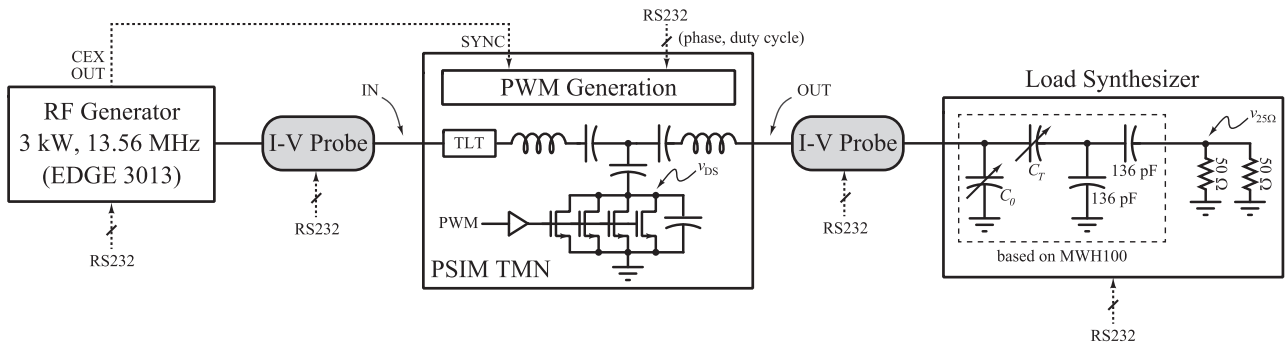 RS232
SYNC
(phase, duty cycle)
CEX
OUT
PWM Generation
Load Synthesizer
RF Generator
3 kW, 13.56 MHz
(EDGE 3013)
IN
OUT
I-V Probe
TLT
I-V Probe
v25Ω
vDS
CT
136 pF
C0
136 pF
50 Ω
50 Ω
PWM
RS232
RS232
RS232
PSIM TMN
based on MWH100
RS232